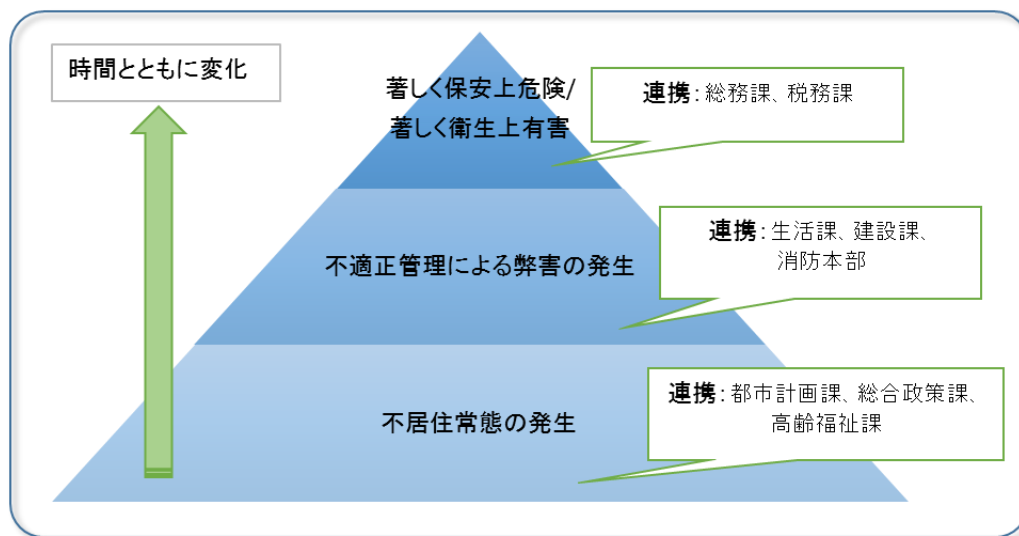 時間とともに変化
著しく保安上危険/
著しく衛生上有害
連携：総務課、税務課
不適正管理による弊害の発生
連携：生活課、建設課、
消防本部
不居住常態の発生
連携：都市計画課、総合政策課、
高齢福祉課